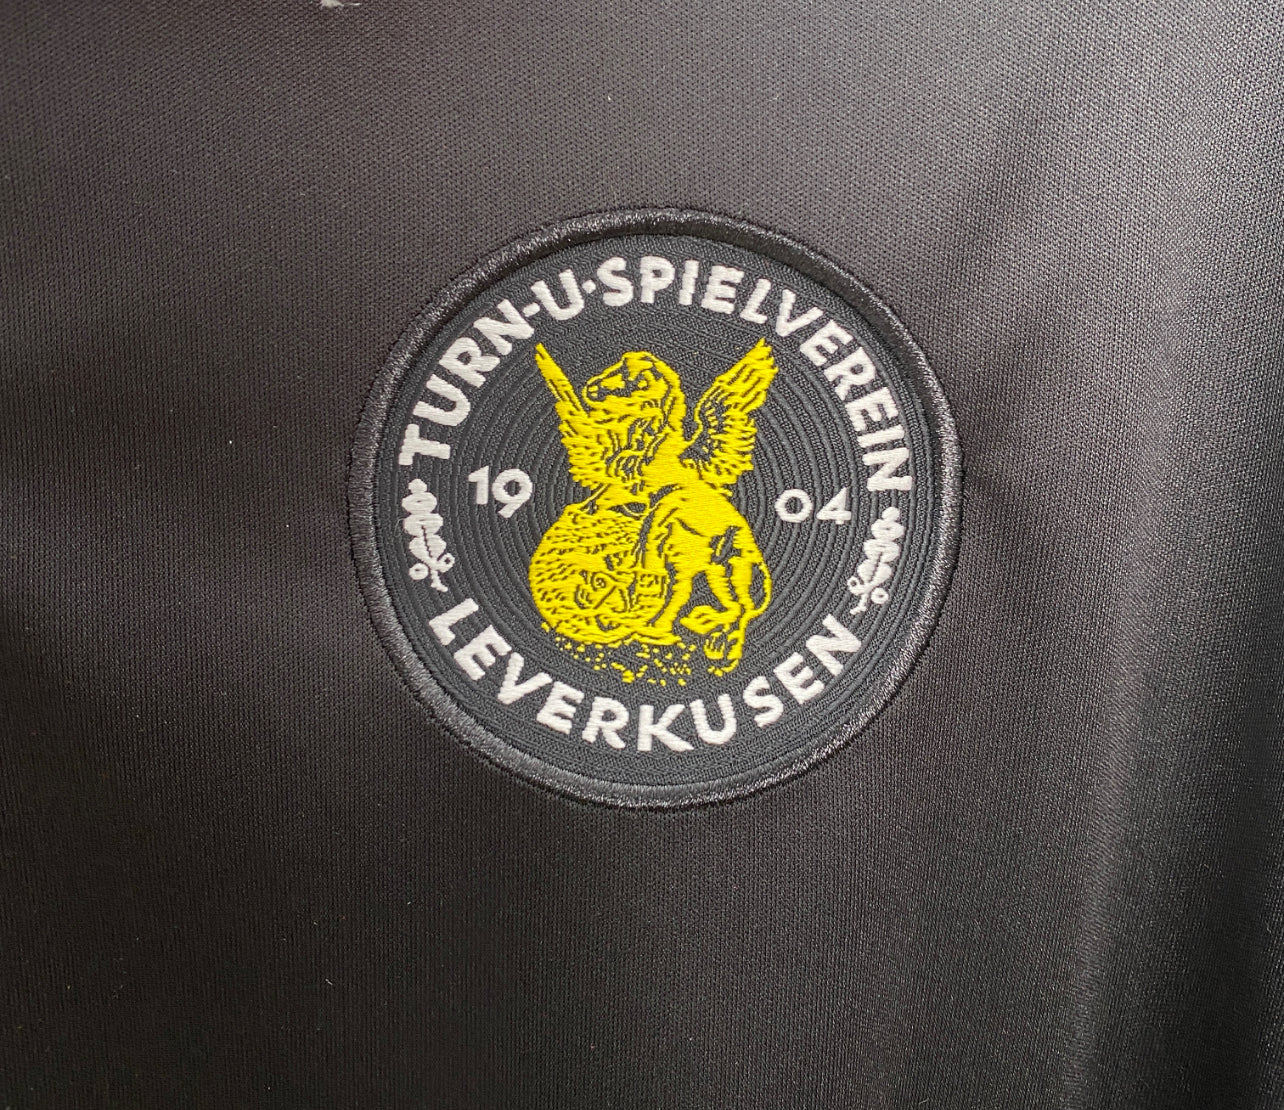 TURN-U·SPIELVEREIN
19 04
LEVERKUSEN